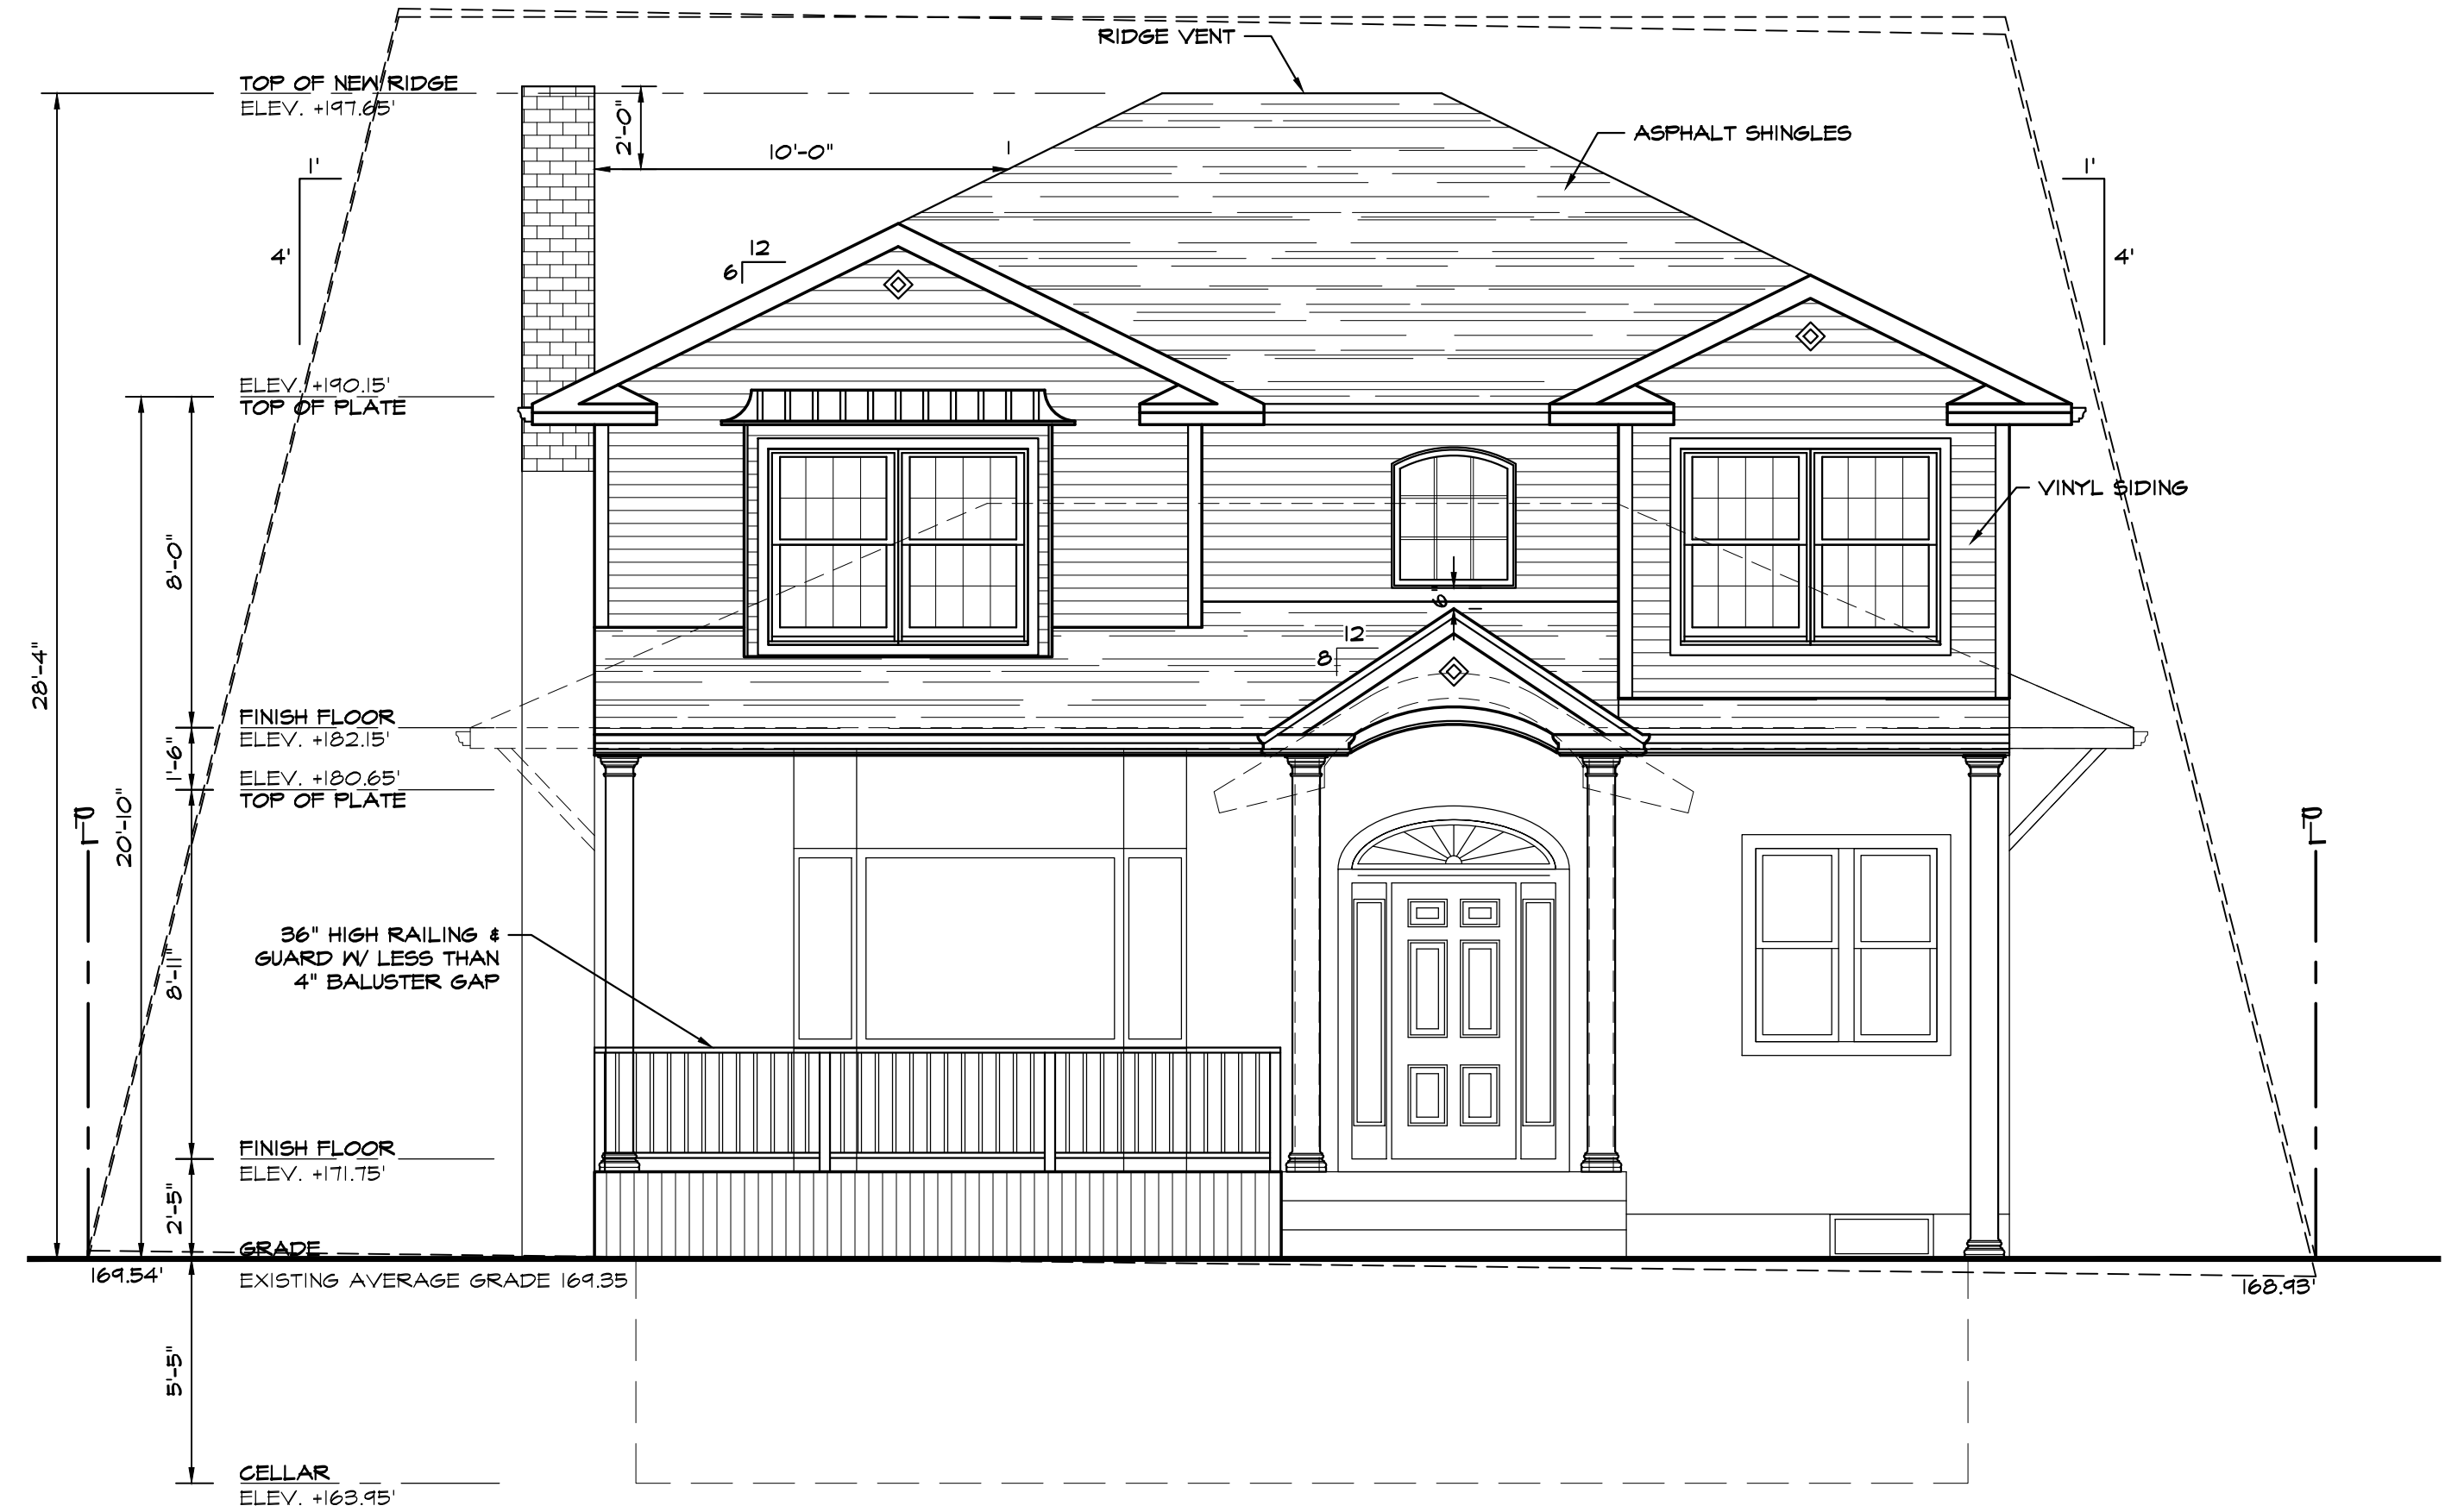 RIDGE VENT
TOP OF NEW RIDGE
ELEV. +197.65'
2'-0"
10'-0"
1
ASPHALT SHINGLES
1'
4'
1'
4'
12
6
ELEV. +190.15'
TOP OF PLATE
VINYL SIDING
8'-0"
6"
12
8
28'-4"
FINISH FLOOR
ELEV. +182.15'
1'-6"
ELEV. +180.65'
TOP OF PLATE
20'-10"
36" HIGH RAILING &
GUARD W/ LESS THAN
4" BALUSTER GAP
8'-11"
FINISH FLOOR
ELEV. +171.75'
2'-5"
GRADE
169.54'
EXISTING AVERAGE GRADE 169.35
168.93'
5'-5"
CELLAR
ELEV. +163.95'